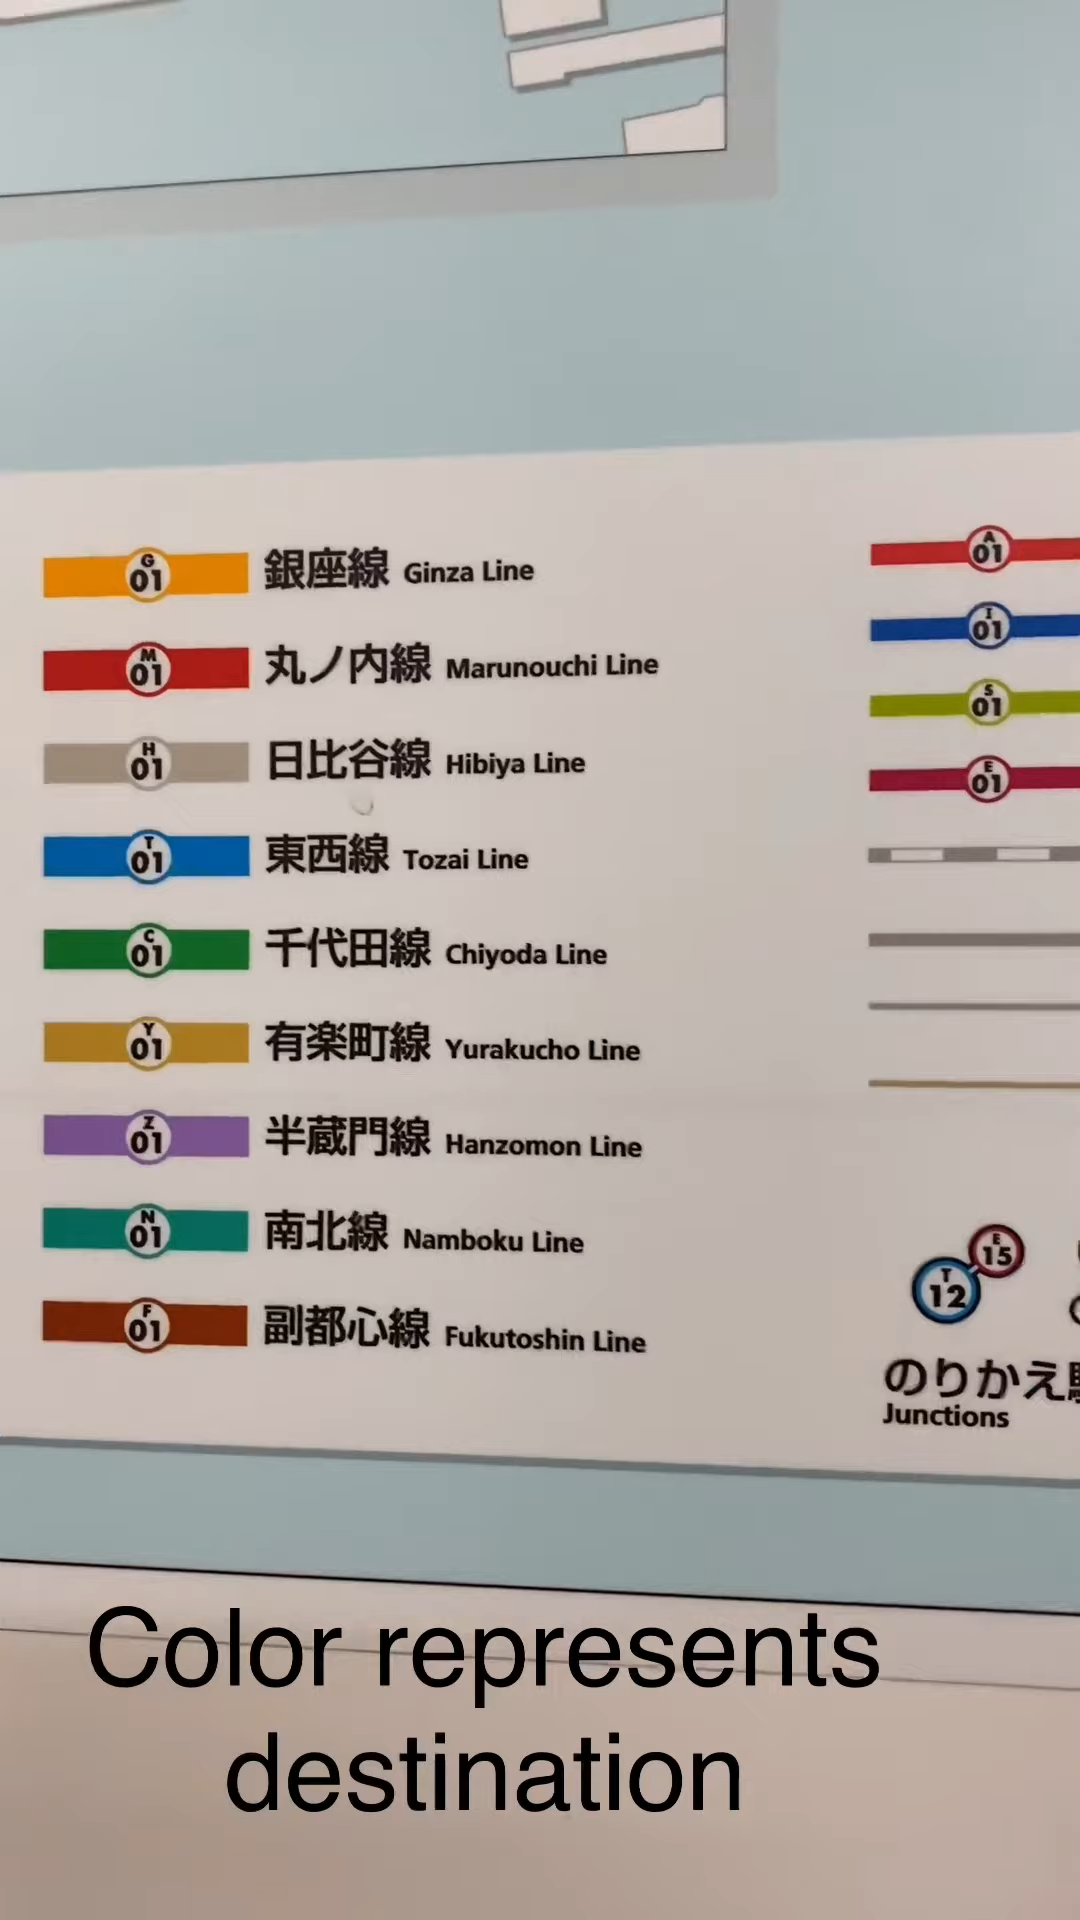 G
01
銀座線 Ginza Line
M
01
丸ノ内線 Marunouchi Line
H
01
日比谷線 Hibiya Line
T
01
東西線 Tozai Line
C
01
千代田線 Chiyoda Line
Y
01
有楽町線 Yurakucho Line
Z
01
半蔵門線 Hanzomon Line
N
01
南北線 Namboku Line
F
01
副都心線 Fukutoshin Line
A
01
I
01
S
01
E
01
E
15
T
12
のりかえ
Junctions
Color represents
destination